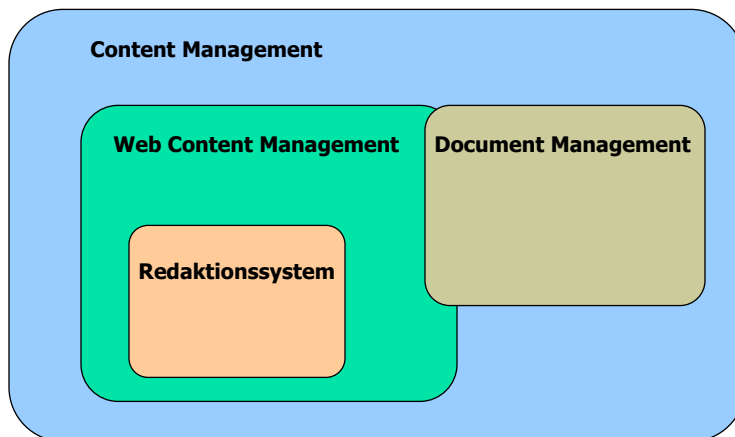 Content Management
Web Content Management
Document Management
Redaktionssystem